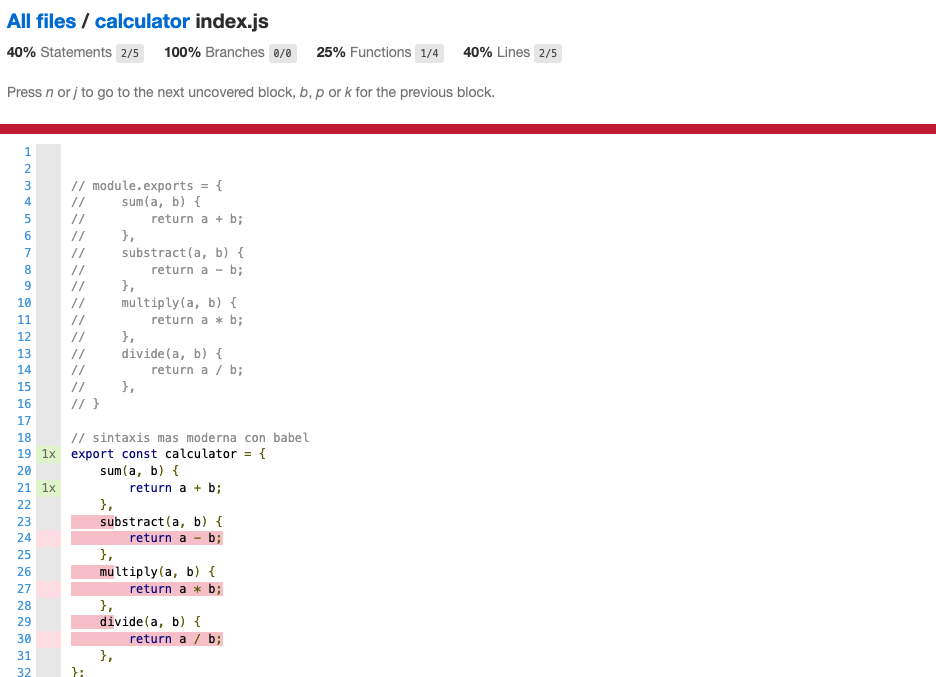 All files / calculator index.js
40% Statements 2/5 100% Branches 0/0 25% Functions 1/4 40% Lines 2/5
Press n or j to go to the next uncovered block, b, p or k for the previous block.
1
2
3 // module.exports = {
4 //     sum(a, b) {
5 //         return a + b;
6 //     },
7 //     substract(a, b) {
8 //         return a - b;
9 //     },
10 //     multiply(a, b) {
11 //         return a * b;
12 //     },
13 //     divide(a, b) {
14 //         return a / b;
15 //     },
16 // }
17
18 // sintaxis mas moderna con babel
19 1x export const calculator = {
20     sum(a, b) {
21 1x         return a + b;
22     },
23     substract(a, b) {
24         return a - b;
25     },
26     multiply(a, b) {
27         return a * b;
28     },
29     divide(a, b) {
30         return a / b;
31     },
32 };